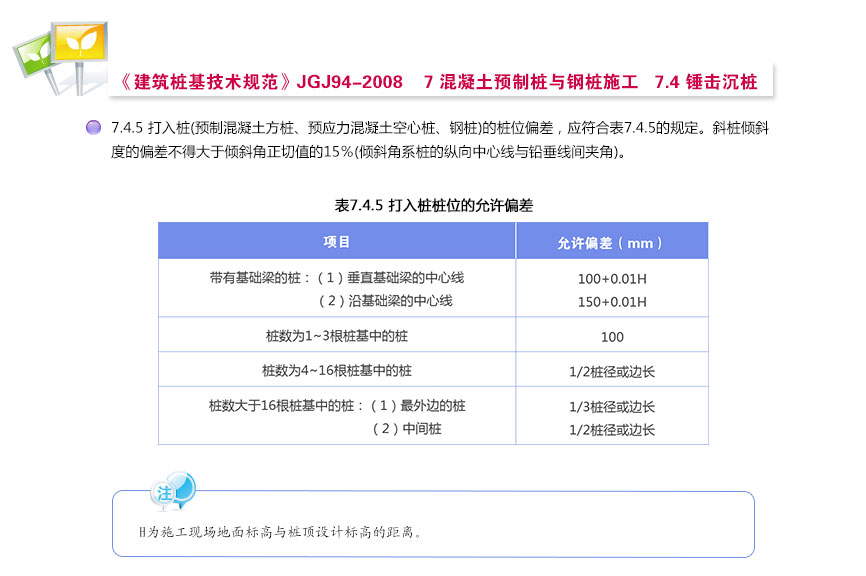 《建筑桩基技术规范》JGJ94-2008 7 混凝土预制桩与钢桩施工 7.4 锤击沉桩
7.4.5 打入桩(预制混凝土方桩、预应力混凝土空心桩、钢桩)的桩位偏差，应符合表7.4.5的规定。斜桩倾斜
度的偏差不得大于倾斜角正切值的15%(倾斜角系桩的纵向中心线与铅垂线间夹角)。
表7.4.5 打入桩桩位的允许偏差
项目 允许偏差（mm）
带有基础梁的桩：（1）垂直基础梁的中心线 100+0.01H
（2）沿基础梁的中心线 150+0.01H
桩数为1~3根桩基中的桩 100
桩数为4~16根桩基中的桩 1/2桩径或边长
桩数大于16根桩基中的桩：（1）最外边的桩 1/3桩径或边长
（2）中间桩 1/2桩径或边长
注
H为施工现场地面标高与桩顶设计标高的距离。